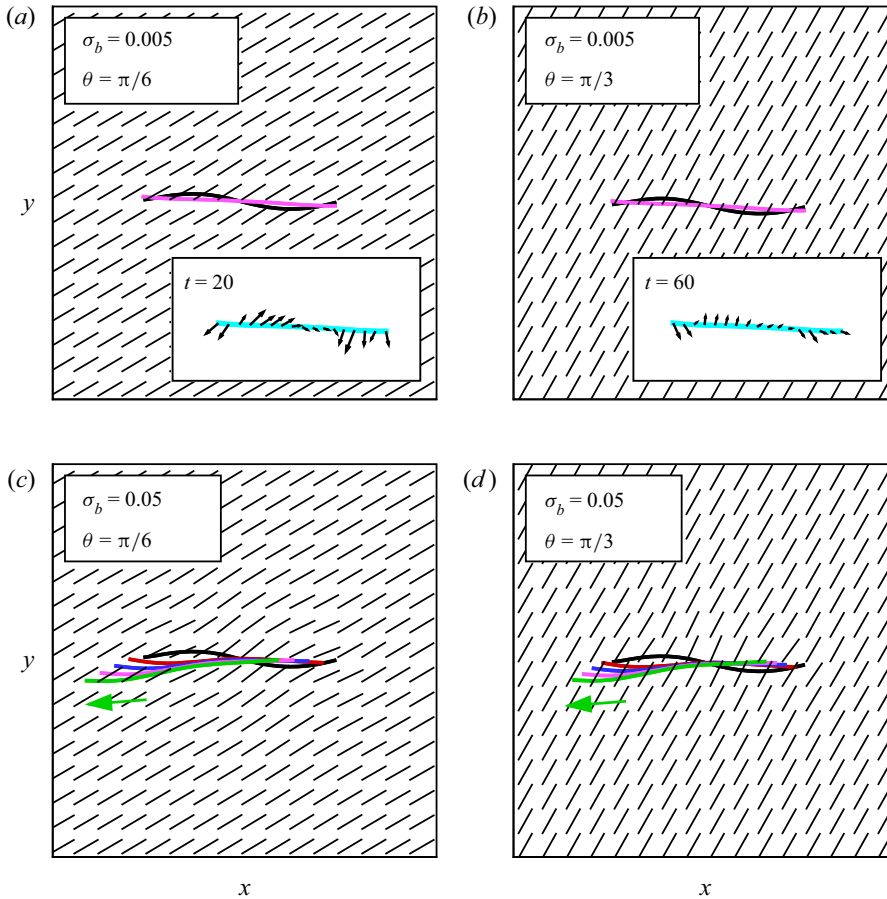 (a)
σ_b = 0.005
θ = π/6
y
t = 20
(b)
σ_b = 0.005
θ = π/3
t = 60
(c)
σ_b = 0.05
θ = π/6
y
x
(d)
σ_b = 0.05
θ = π/3
x